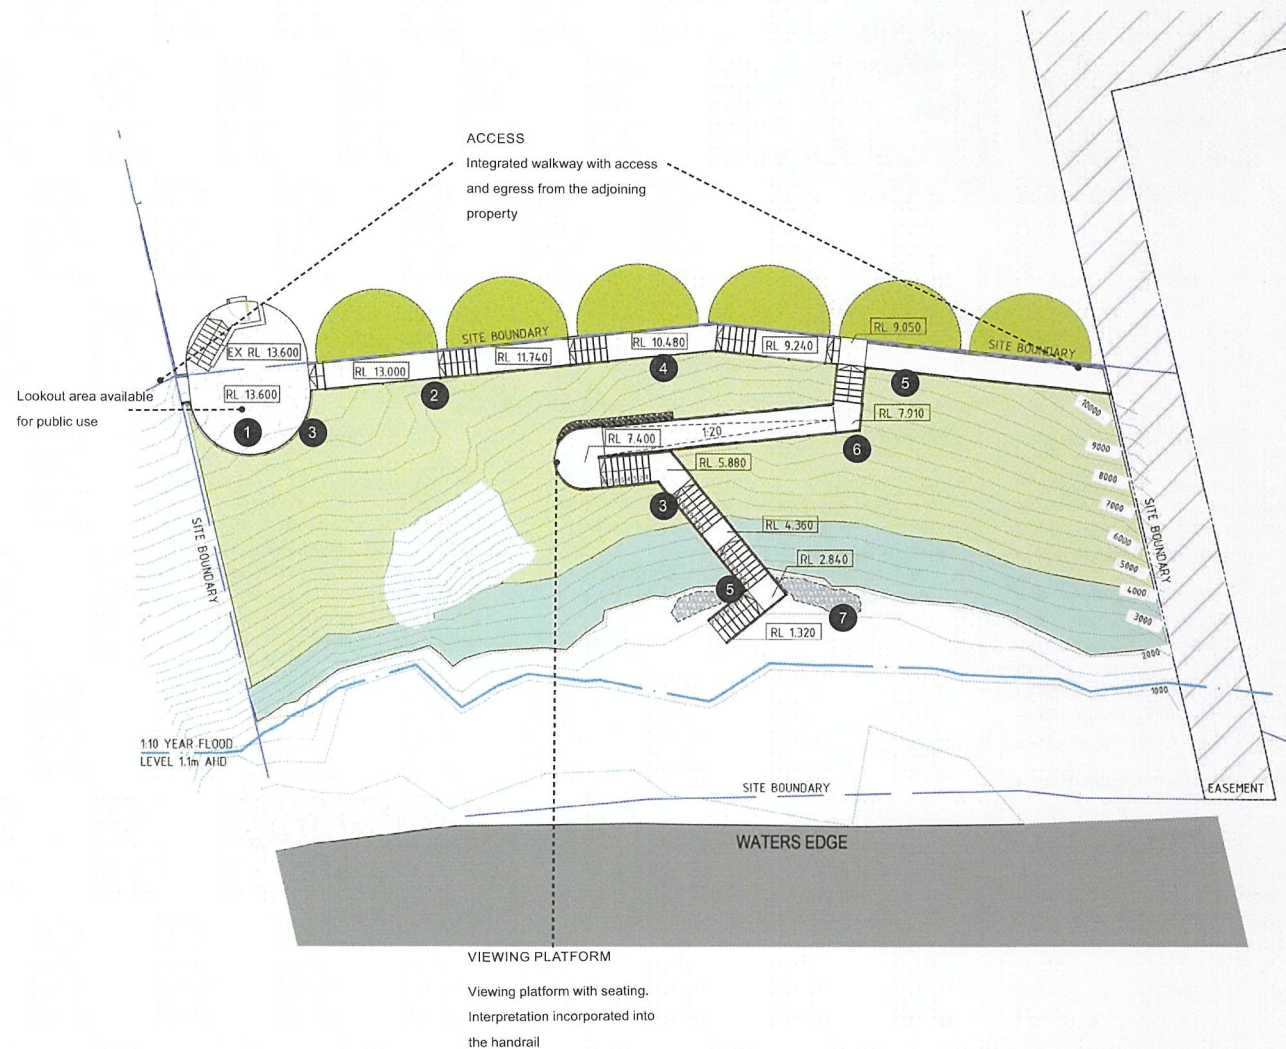 ACCESS
Integrated walkway with access
and egress from the adjoining
property
SITE BOUNDARY
RL 9.050
EX RL 13.600
RL 13.000
RL 11.740
RL 10.480
RL 9.240
SITE BOUNDARY
Lookout area available
for public use
RL 13.600
1
3
2
4
5
10000
RL 7.400
1:20
RL 7.910
6
9000
RL 5.880
8000
3
7000
SITE BOUNDARY
RL 4.360
SITE BOUNDARY
6000
RL 2.840
5000
5
4000
7
3000
RL 1.320
2000
1000
1:10 YEAR FLOOD
LEVEL 1.1m AHD
SITE BOUNDARY
EASEMENT
WATERS EDGE
VIEWING PLATFORM
Viewing platform with seating.
Interpretation incorporated into
the handrail